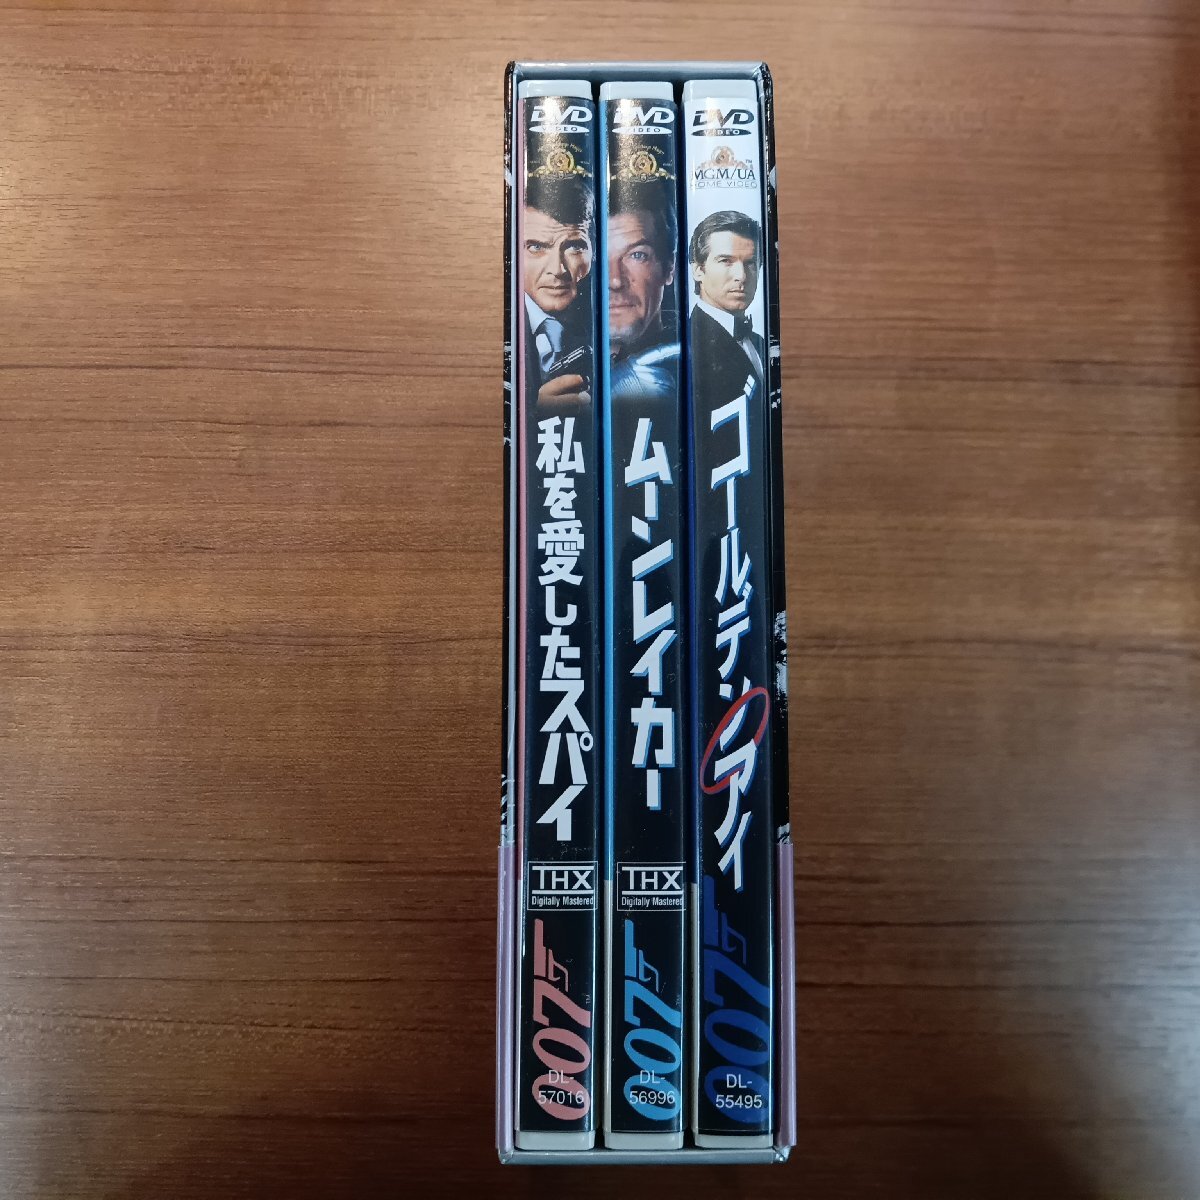 DVD
VIDEO
私を愛したスパイ
THX
Digitally Mastered
007
DL-
57016
DVD
VIDEO
ムーンレイカー
THX
Digitally Mastered
007
DL-
56996
DVD
VIDEO
MGM/UA
HOME VIDEO
ゴールデンアイ
007
DL-
55495